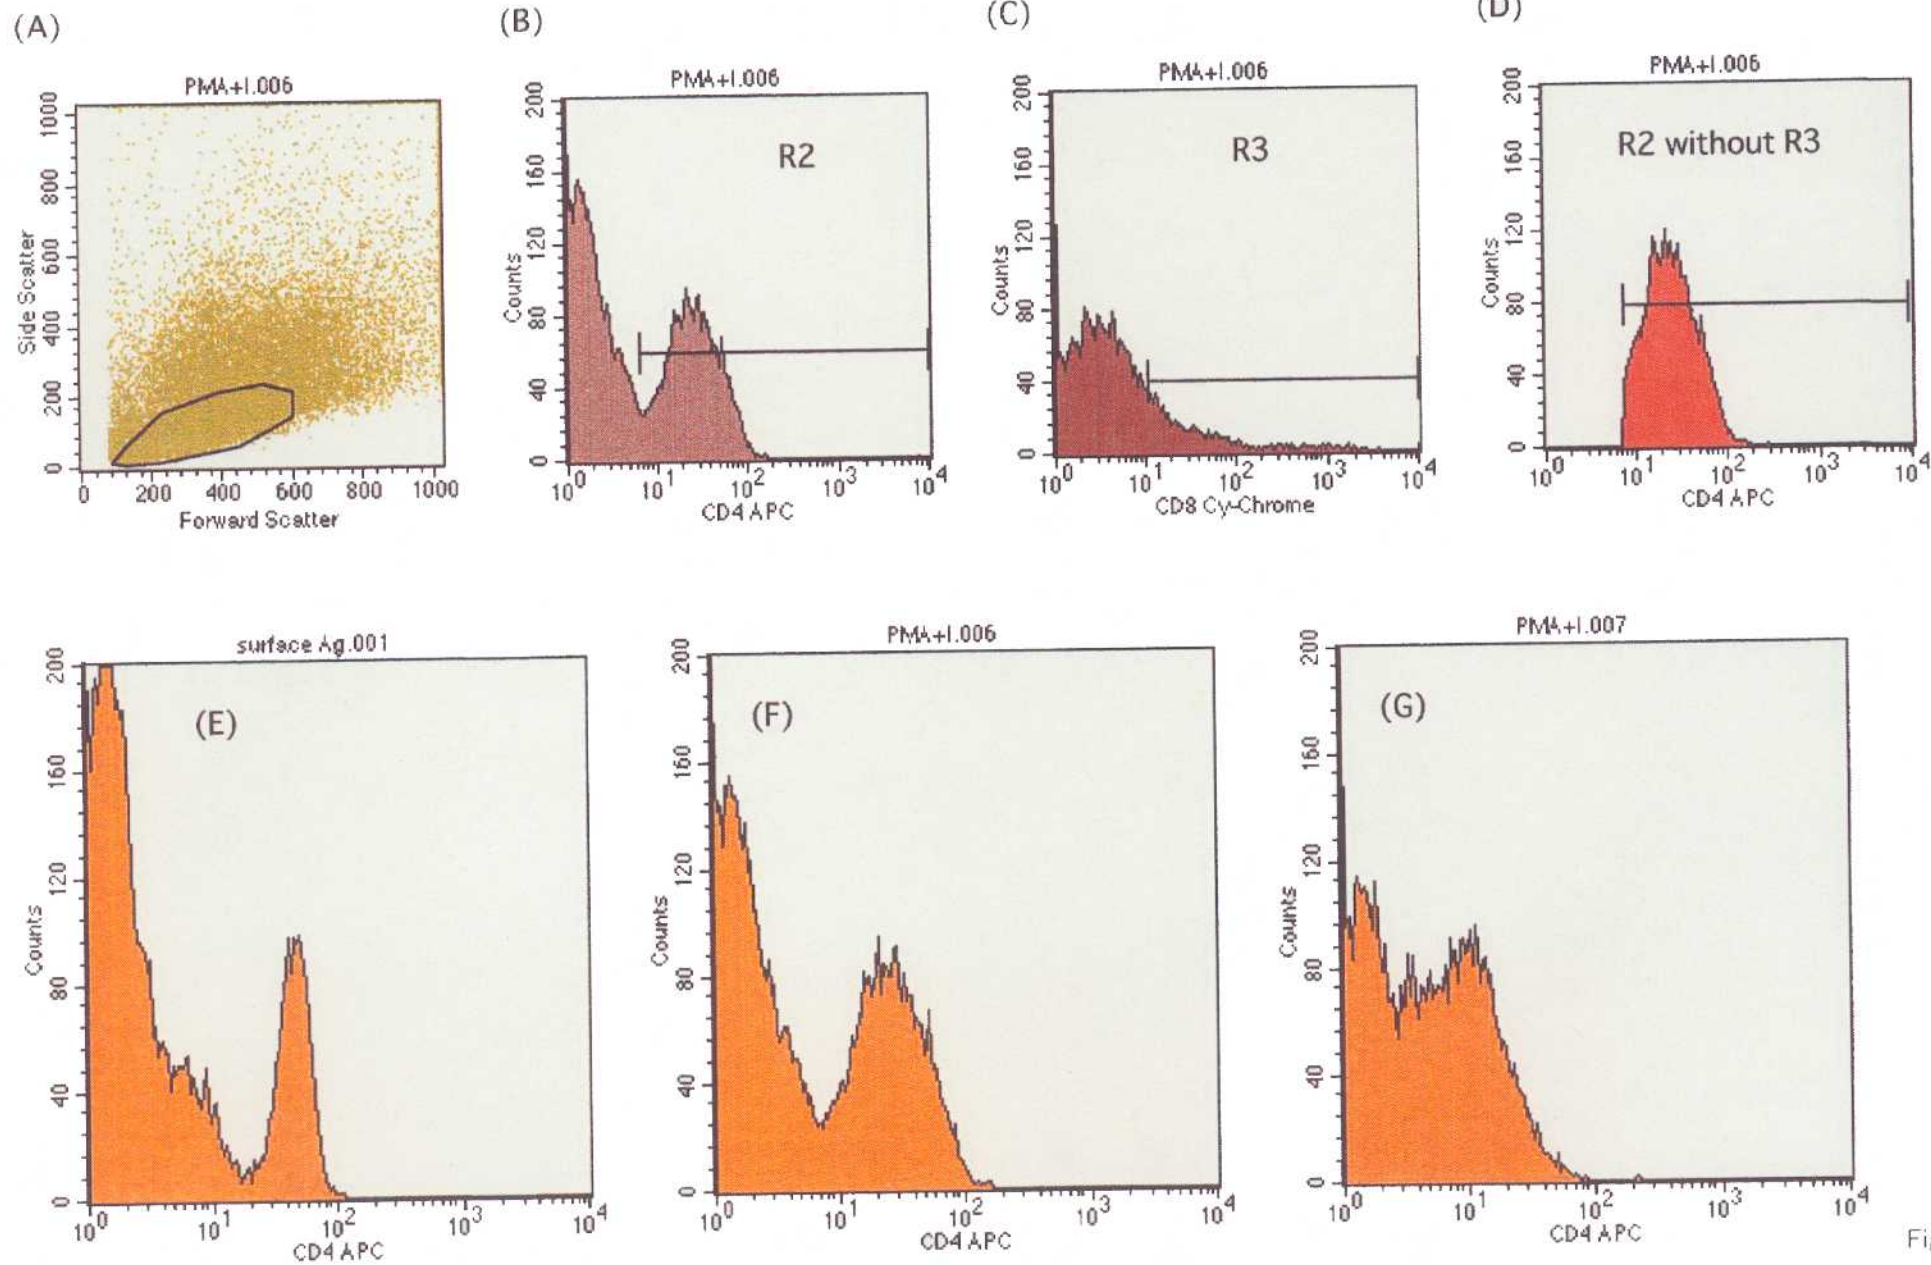 (A)
PMA+I.006
1000
800
600
400
200
0
Side Scatter
0 200 400 600 800 1000
Forward Scatter
(B)
PMA+I.006
R2
200
160
120
80
40
0
Counts
10^0 10^1 10^2 10^3 10^4
CD4 APC
(C)
PMA+I.006
R3
200
160
120
80
40
0
Counts
10^0 10^1 10^2 10^3 10^4
CD8 Cy-Chrome
(D)
PMA+I.006
R2 without R3
200
160
120
80
40
0
Counts
10^0 10^1 10^2 10^3 10^4
CD4 APC
surface Ag.001
(E)
200
160
120
80
40
0
Counts
10^0 10^1 10^2 10^3 10^4
CD4 APC
PMA+I.006
(F)
200
160
120
80
40
0
Counts
10^0 10^1 10^2 10^3 10^4
CD4 APC
PMA+I.007
(G)
200
160
120
80
40
0
Counts
10^0 10^1 10^2 10^3 10^4
CD4 APC